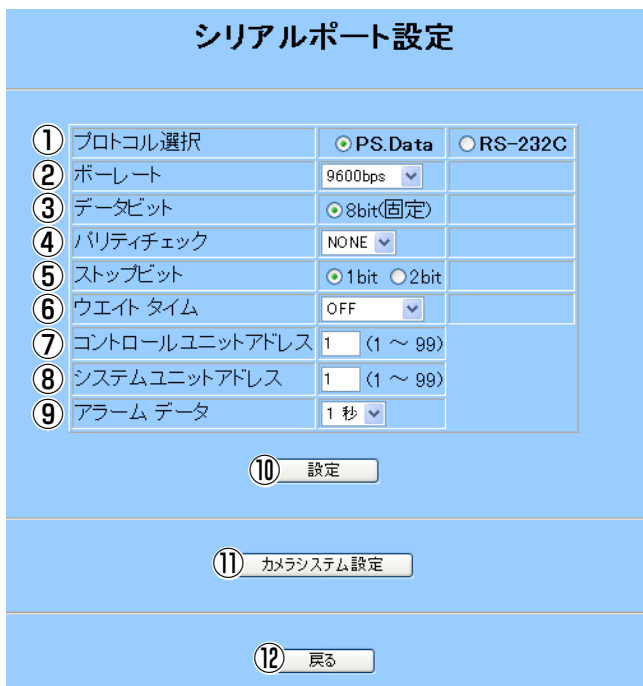 シリアルポート設定
① プロトコル選択 PS.Data RS-232C
② ボーレート 9600bps
③ データビット 8bit(固定)
④ パリティチェック NONE
⑤ ストップビット 1bit 2bit
⑥ ウエイト タイム OFF
⑦ コントロールユニットアドレス 1 (1 ～ 99)
⑧ システムユニットアドレス 1 (1 ～ 99)
⑨ アラーム データ 1 秒
⑩ 設定
⑪ カメラシステム設定
⑫ 戻る